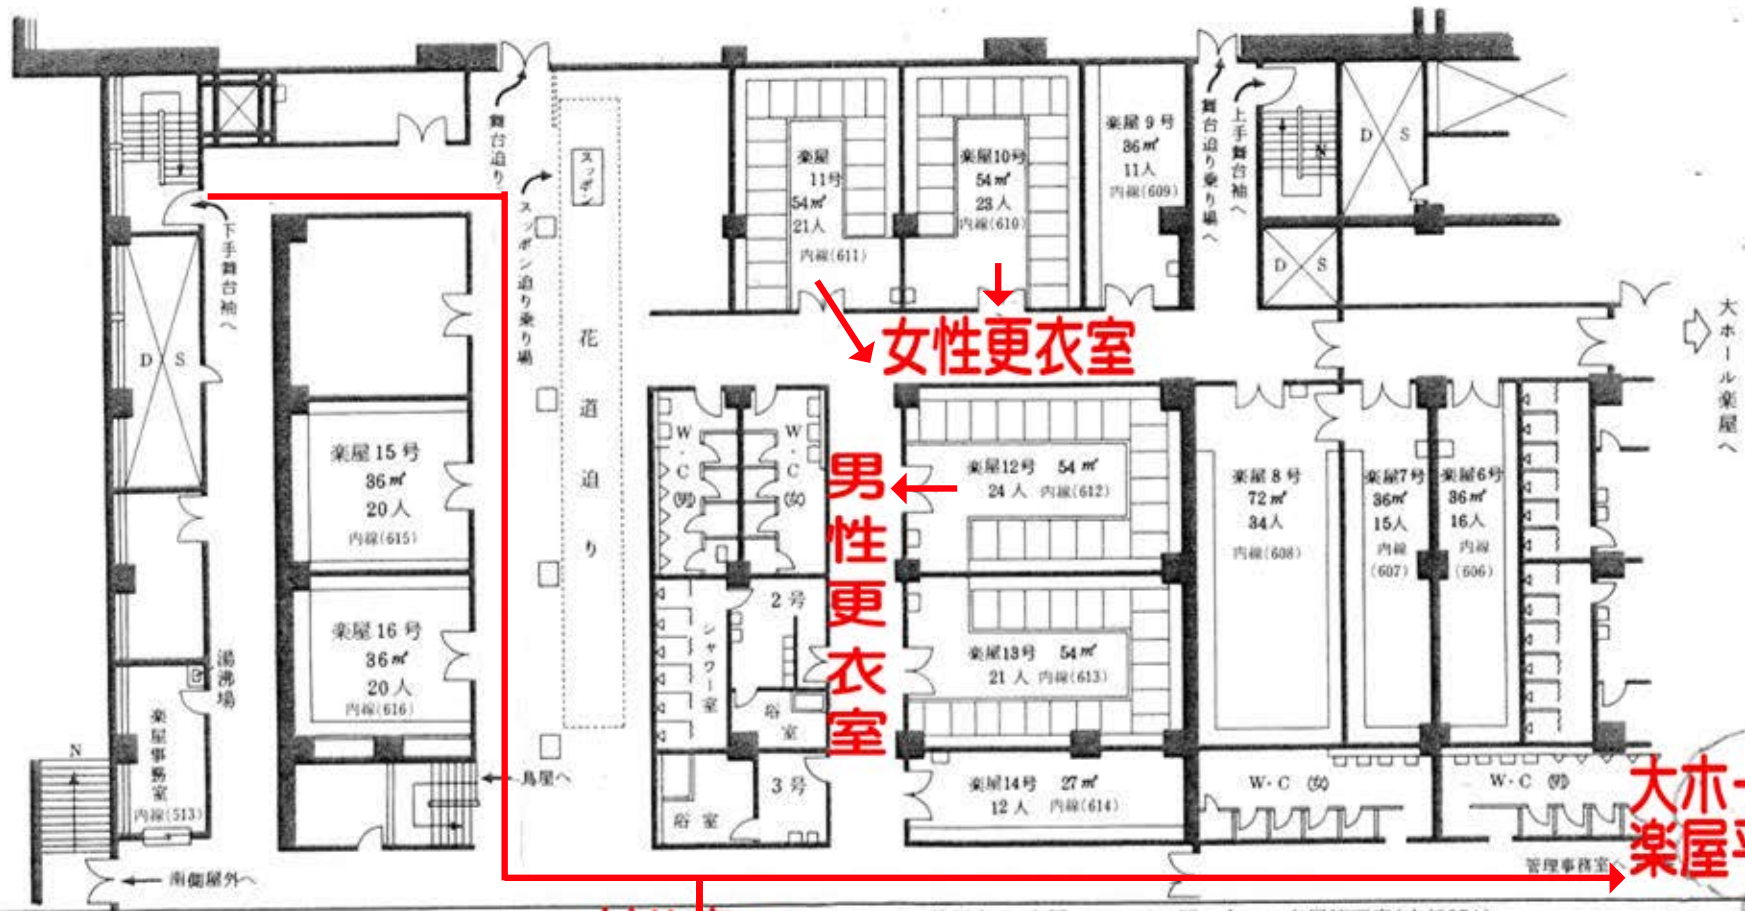 舞台迫り
スッポン
スッポン迫り乗り場
花道迫り
下手舞台袖へ
D S
楽屋
11号
54㎡
21人
内線(611)
楽屋10号
54㎡
23人
内線(610)
楽屋9号
36㎡
11人
内線(609)
舞台迫り乗り場へ
上手舞台袖へ
N
D S
D S
大ホール楽屋へ
女性更衣室
男性更衣室
楽屋15号
36㎡
20人
内線(615)
楽屋16号
36㎡
20人
内線(616)
W・C(男)
W・C(女)
楽屋12号 54㎡
24人 内線(612)
楽屋13号 54㎡
21人 内線(613)
楽屋14号 27㎡
12人 内線(614)
楽屋8号
72㎡
34人
内線(608)
楽屋7号
36㎡
15人
内線
(607)
楽屋6号
36㎡
16人
内線
(606)
2号
シャワー室
浴室
3号
浴室
湯沸場
楽屋事務室
内線(513)
N
鳥屋へ
南側屋外へ
W・C(女)
W・C(男)
大ホー
楽屋
管理事務室へ